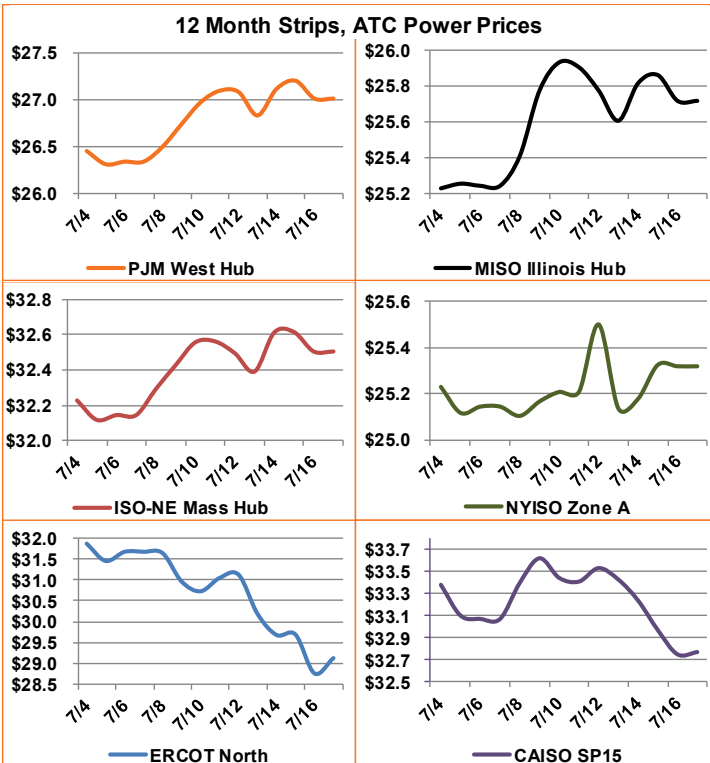 12 Month Strips, ATC Power Prices
$27.5
$27.0
$26.5
$26.0
7/4 7/6 7/8 7/10 7/12 7/14 7/16
PJM West Hub
$26.0
$25.8
$25.6
$25.4
$25.2
7/4 7/6 7/8 7/10 7/12 7/14 7/16
MISO Illinois Hub
$32.8
$32.6
$32.4
$32.2
$32.0
7/4 7/6 7/8 7/10 7/12 7/14 7/16
ISO-NE Mass Hub
$25.6
$25.4
$25.2
$25.0
7/4 7/6 7/8 7/10 7/12 7/14 7/16
NYISO Zone A
$32.0
$31.5
$31.0
$30.5
$30.0
$29.5
$29.0
$28.5
7/4 7/6 7/8 7/10 7/12 7/14 7/16
ERCOT North
$33.7
$33.5
$33.3
$33.1
$32.9
$32.7
$32.5
7/4 7/6 7/8 7/10 7/12 7/14 7/16
CAISO SP15